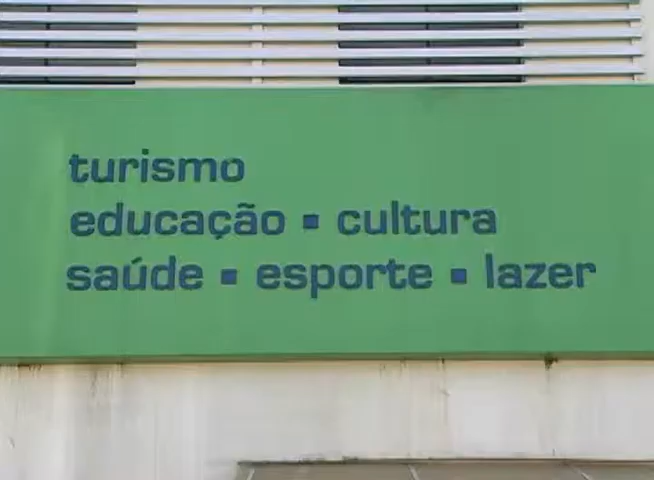 turismo
educação ▪ cultura
saúde ▪ esporte ▪ lazer